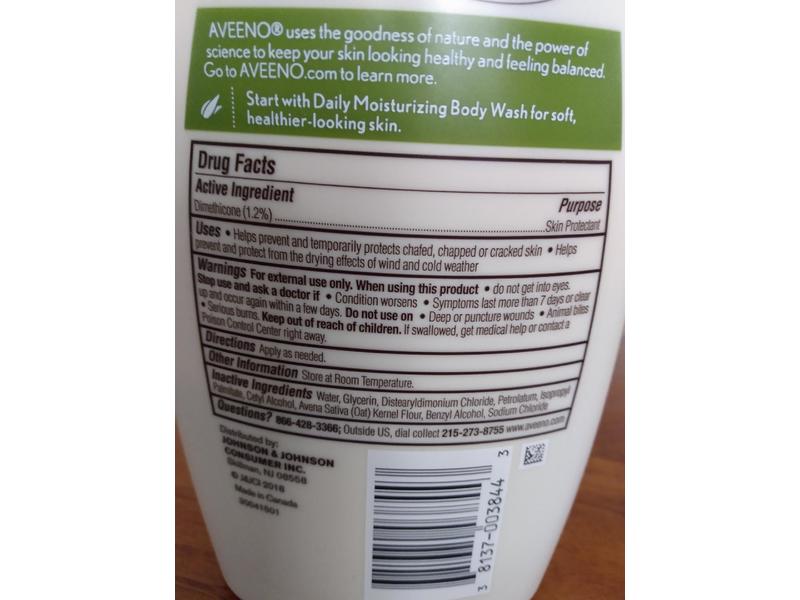 AVEENO® uses the goodness of nature and the power of
science to keep your skin looking healthy and feeling balanced.
Go to AVEENO.com to learn more.
Start with Daily Moisturizing Body Wash for soft,
healthier-looking skin.
Drug Facts
Active Ingredient Purpose
Dimethicone (1.2%) Skin Protectant
Uses • Helps prevent and temporarily protects chafed, chapped or cracked skin • Helps
prevent and protect from the drying effects of wind and cold weather
Warnings For external use only. When using this product • do not get into eyes.
Stop use and ask a doctor if • Condition worsens • Symptoms last more than 7 days or clear
up and occur again within a few days. Do not use on • Deep or puncture wounds • Animal bites
• Serious burns. Keep out of reach of children. If swallowed, get medical help or contact a
Poison Control Center right away.
Directions Apply as needed.
Other Information Store at Room Temperature.
Inactive Ingredients Water, Glycerin, Distearyldimonium Chloride, Petrolatum, Isopropyl
Palmitate, Cetyl Alcohol, Avena Sativa (Oat) Kernel Flour, Benzyl Alcohol, Sodium Chloride
Questions? 866-428-3366; Outside US, dial collect 215-273-8755 www.aveeno.com
Distributed by:
JOHNSON & JOHNSON
CONSUMER INC.
Skillman, NJ 08558
© J&JCI 2016
Made in Canada
30041601
3 8137-003844 3